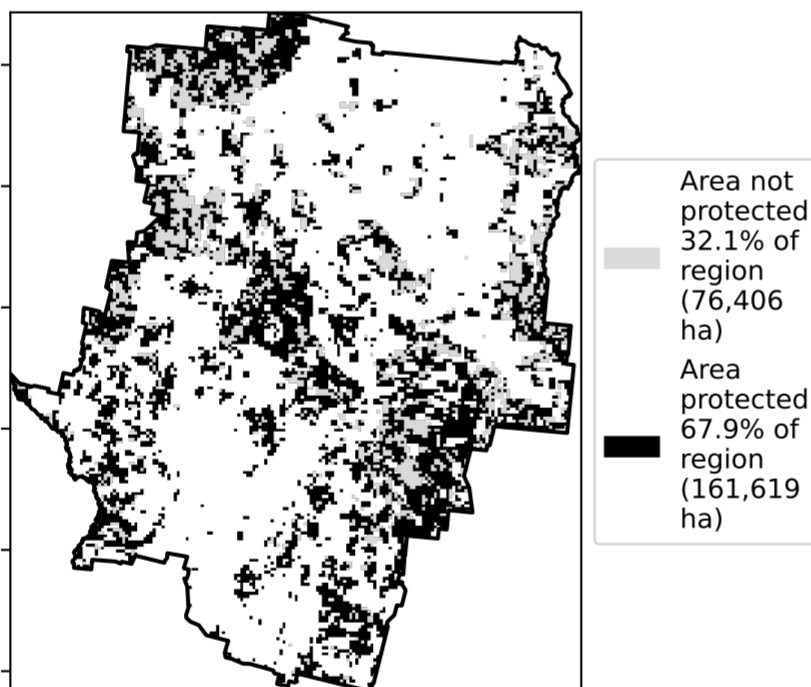 Area not
protected
32.1% of
region
(76,406
ha)
Area
protected
67.9% of
region
(161,619
ha)